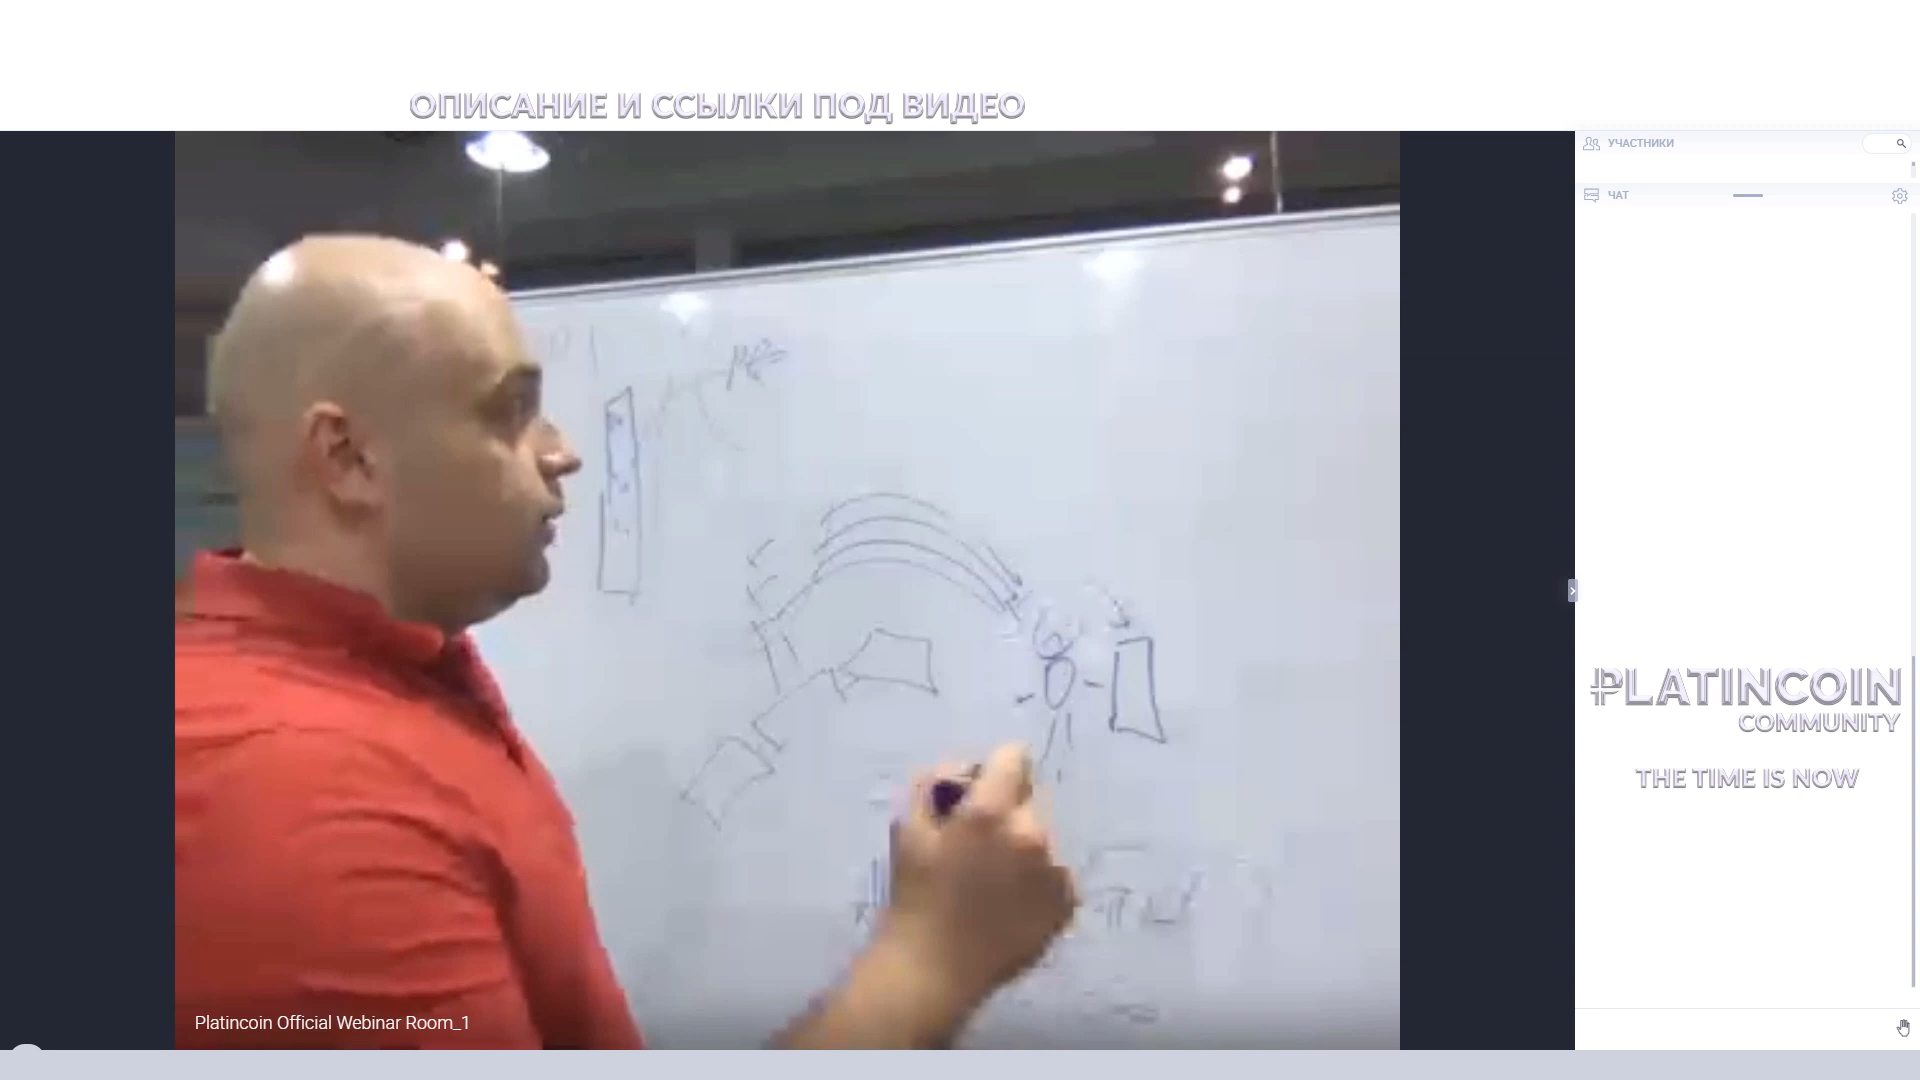 ОПИСАНИЕ И ССЫЛКИ ПОД ВИДЕО
УЧАСТНИКИ
ЧАТ
PLATINCOIN
COMMUNITY
THE TIME IS NOW
Platincoin Official Webinar Room_1